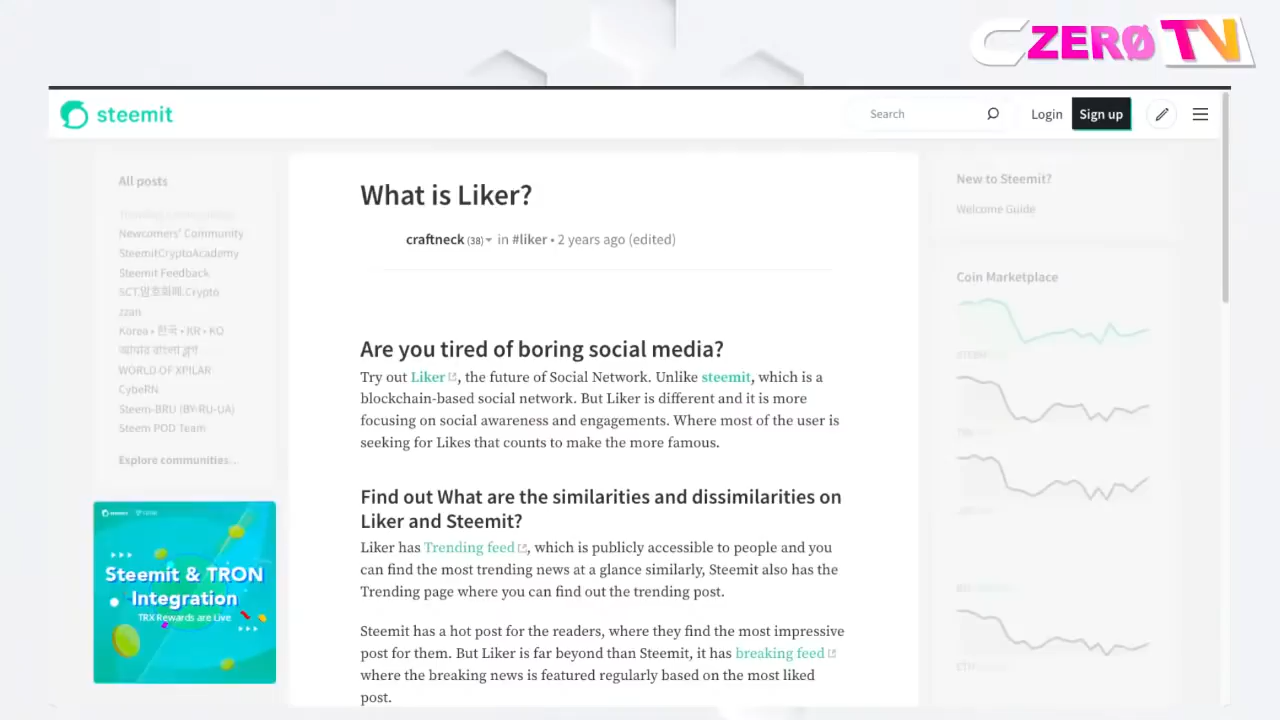 CZERØ TV
steemit
Search
Login
Sign up
All posts
Newcomers' Community
SteemitCryptoAcademy
Steemit Feedback
SCT.암호화폐.Crypto
zzan
Korea • 한국 • KR • KO
আমার বাংলা ব্লগ
WORLD OF XPILAR
CybeRN
Steem-BRU (BY-RU-UA)
Steem POD Team
Explore communities...
steemit
Steemit & TRON
Integration
TRX Rewards are Live
What is Liker?
craftneck (38) in #liker • 2 years ago (edited)
Are you tired of boring social media?
Try out Liker, the future of Social Network. Unlike steemit, which is a
blockchain-based social network. But Liker is different and it is more
focusing on social awareness and engagements. Where most of the user is
seeking for Likes that counts to make the more famous.
Find out What are the similarities and dissimilarities on
Liker and Steemit?
Liker has Trending feed, which is publicly accessible to people and you
can find the most trending news at a glance similarly, Steemit also has the
Trending page where you can find out the trending post.
Steemit has a hot post for the readers, where they find the most impressive
post for them. But Liker is far beyond than Steemit, it has breaking feed
where the breaking news is featured regularly based on the most liked
post.
New to Steemit?
Welcome Guide
Coin Marketplace
STEEM
TRX
JST
ETH